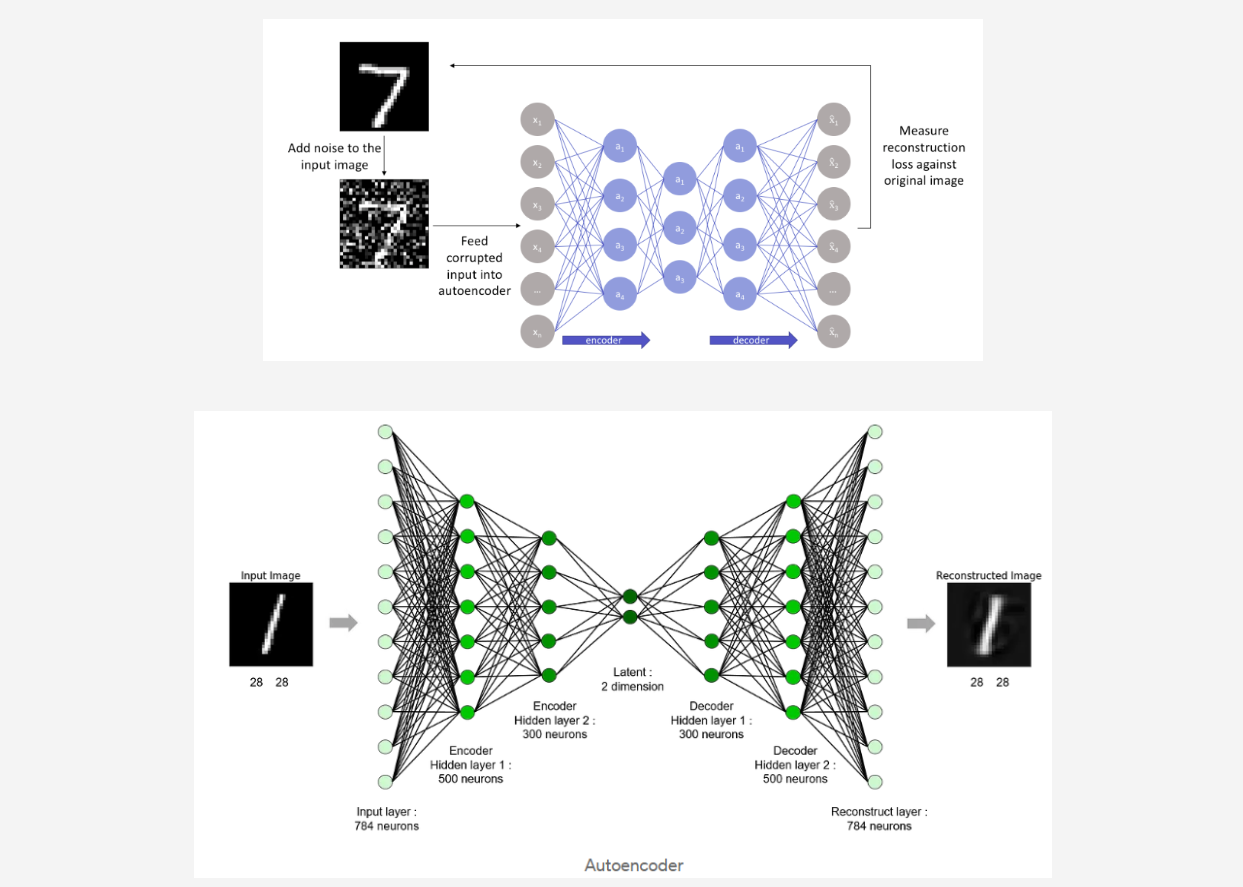 Add noise to the
input image
Feed
corrupted
input into
autoencoder
x1
x2
x3
x4
...
xn
a1
a2
a3
a4
a1
a2
a3
a1
a2
a3
a4
x̂1
x̂2
x̂3
x̂4
...
x̂n
encoder
decoder
Measure
reconstruction
loss against
original image
Input Image
28 28
Input layer :
784 neurons
Encoder
Hidden layer 1 :
500 neurons
Encoder
Hidden layer 2 :
300 neurons
Latent :
2 dimension
Decoder
Hidden layer 1 :
300 neurons
Decoder
Hidden layer 2 :
500 neurons
Reconstruct layer :
784 neurons
Reconstructed Image
28 28
Autoencoder